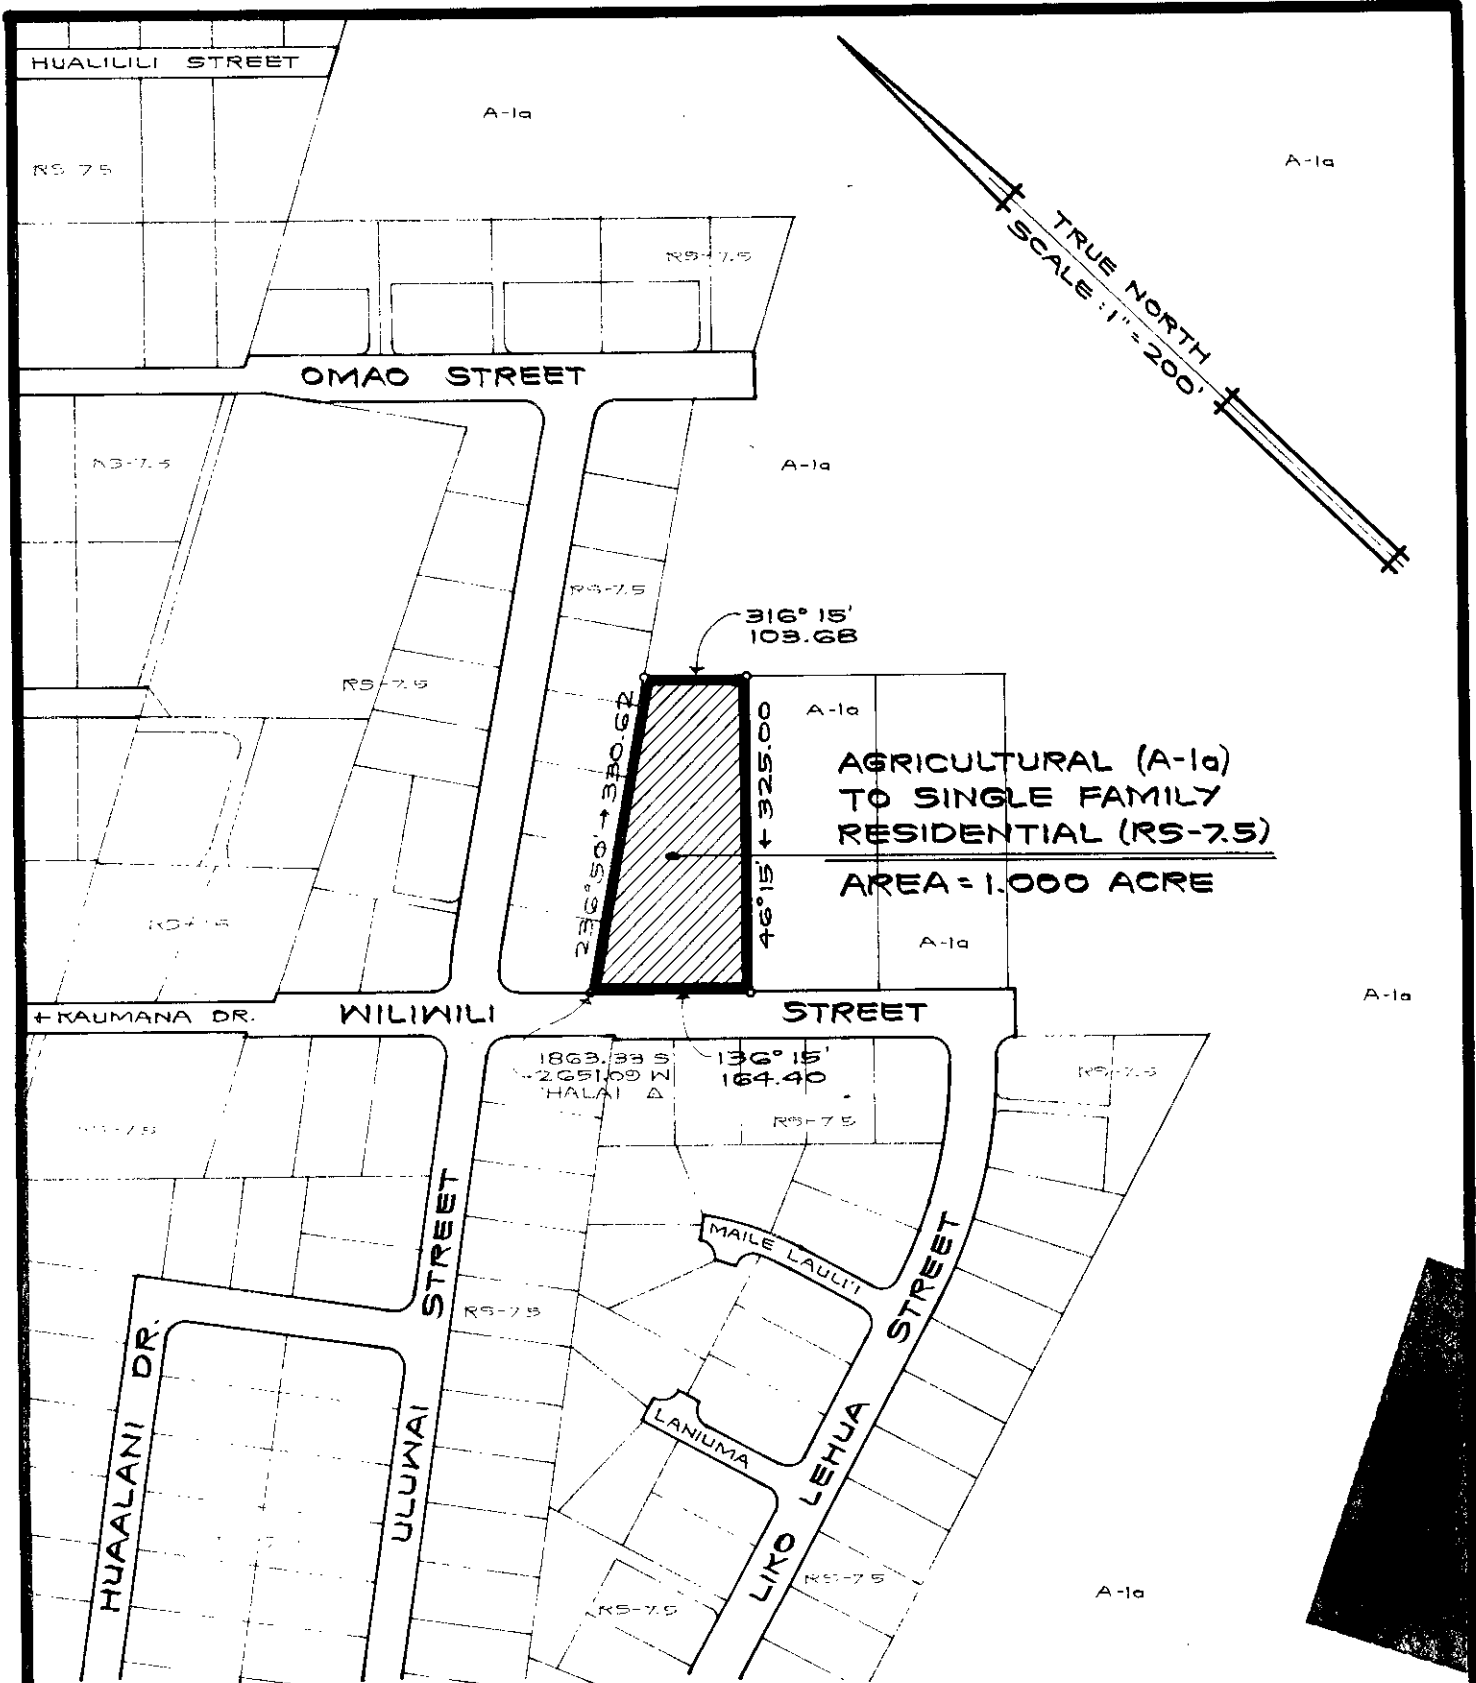 HUALILILI STREET
A-1a
A-1a
RS-7.5
RS-7.5
TRUE NORTH
SCALE : 1" = 200'
OMAO STREET
A-1a
RS-7.5
316° 15'
103.68
RS-7.5
236° 50' → 330.62
46° 15' ← 325.00
A-1a
AGRICULTURAL (A-1a)
TO SINGLE FAMILY
RESIDENTIAL (RS-7.5)
AREA = 1.000 ACRE
A-1a
A-1a
← KAUMANA DR.
WILIWILI STREET
1863.33 S
2651.09 W
HALAI △
136° 15'
164.40
RS-7.5
RS-7.5
RS-7.5
STREET
MAILE LAULI'I
STREET
RS-7.5
HUAALANI DR.
ULUWAI
LANIUMA
LIKO LEHUA
RS-7.5
RS-7.5
A-1a